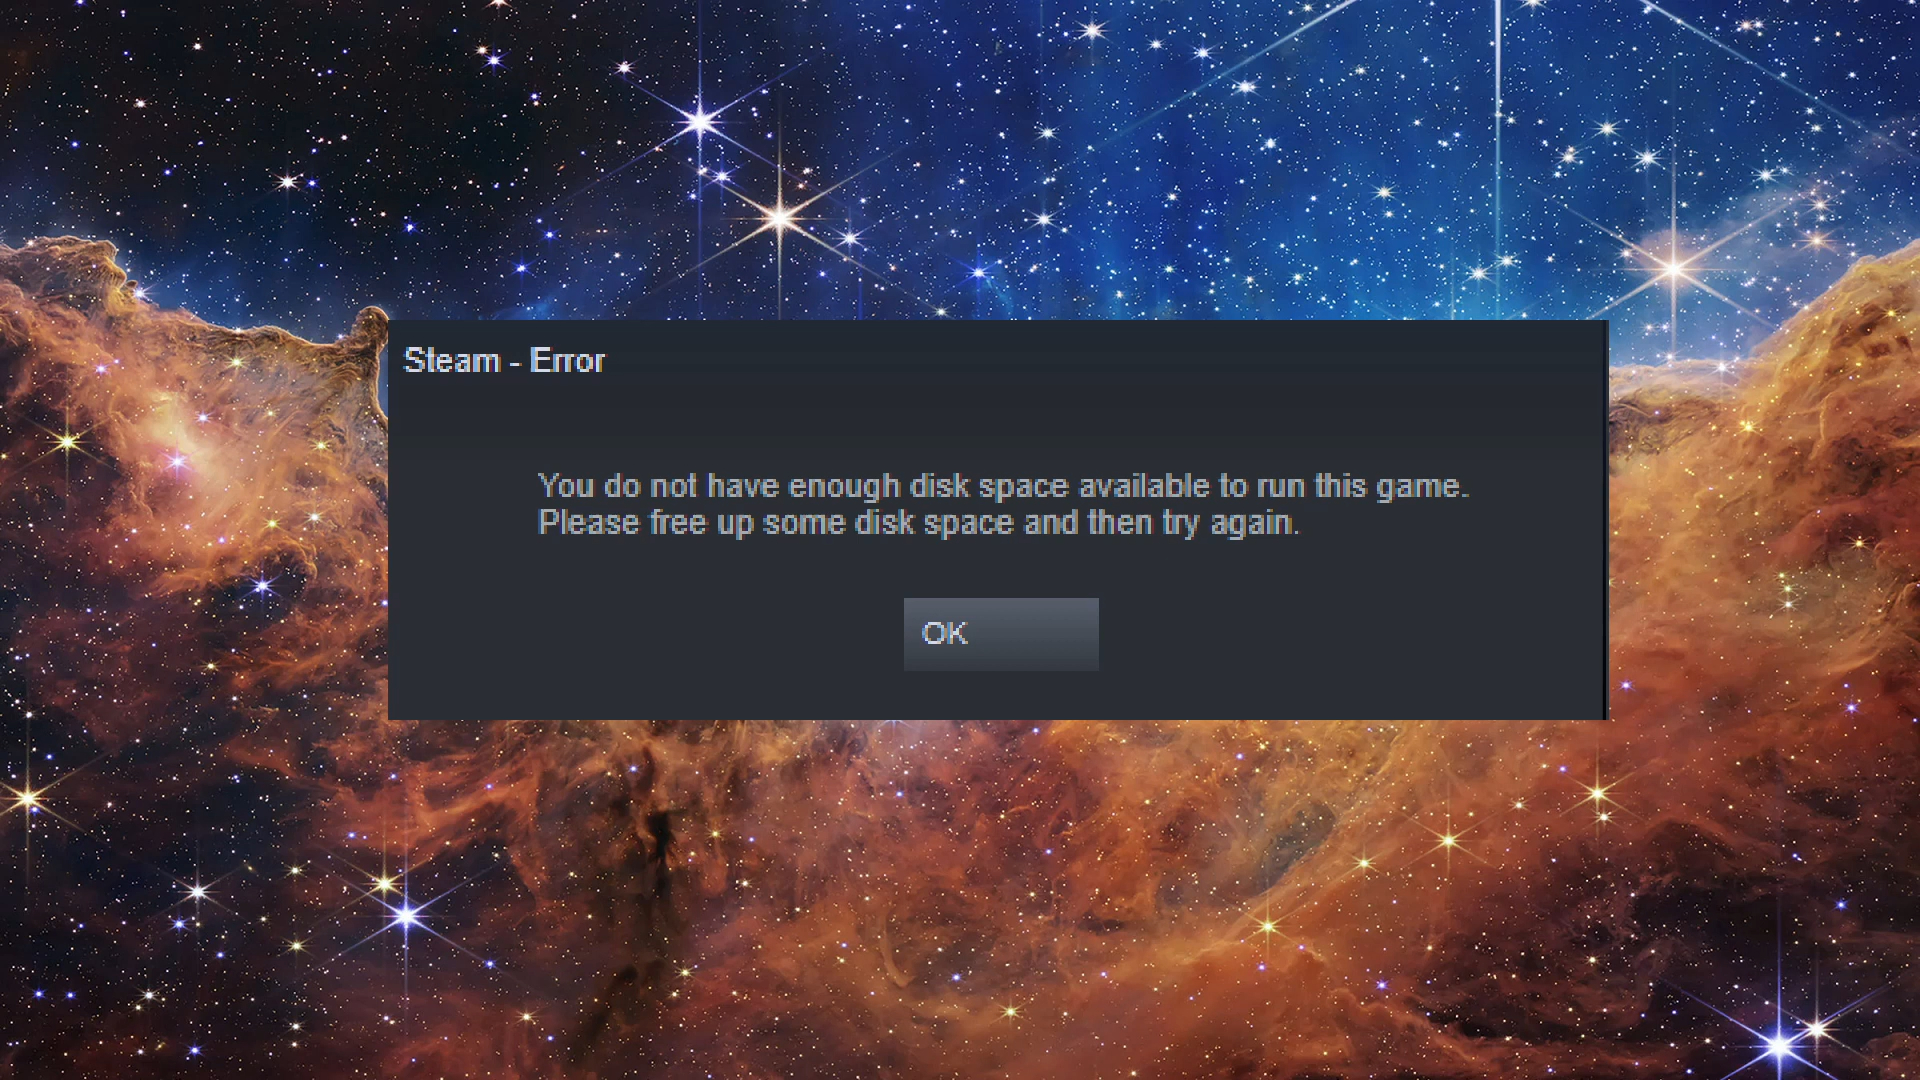 Steam - Error
You do not have enough disk space available to run this game.
Please free up some disk space and then try again.
OK